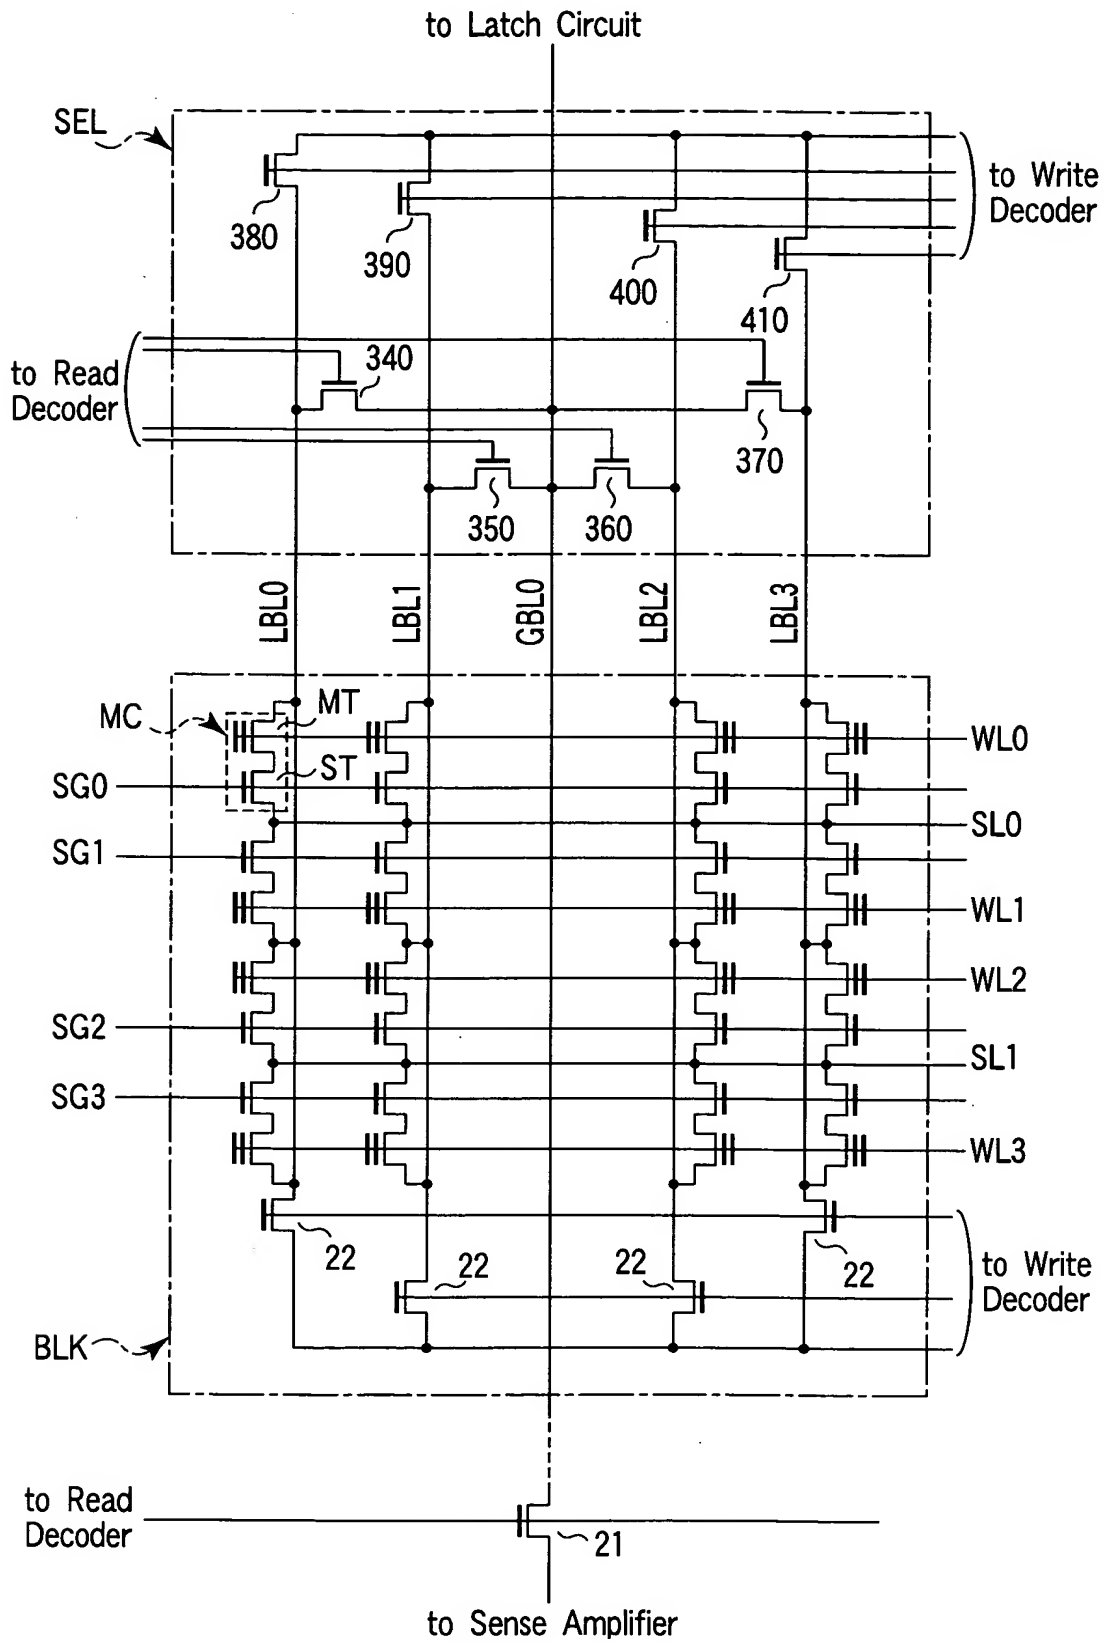 to Latch Circuit
SEL
to Write
Decoder
380
390
400
410
to Read
Decoder
340
370
350
360
LBL0
LBL1
GBL0
LBL2
LBL3
MC
MT
WL0
ST
SG0
SL0
SG1
WL1
WL2
SG2
SL1
SG3
WL3
22
22
22
22
to Write
Decoder
BLK
to Read
Decoder
21
to Sense Amplifier